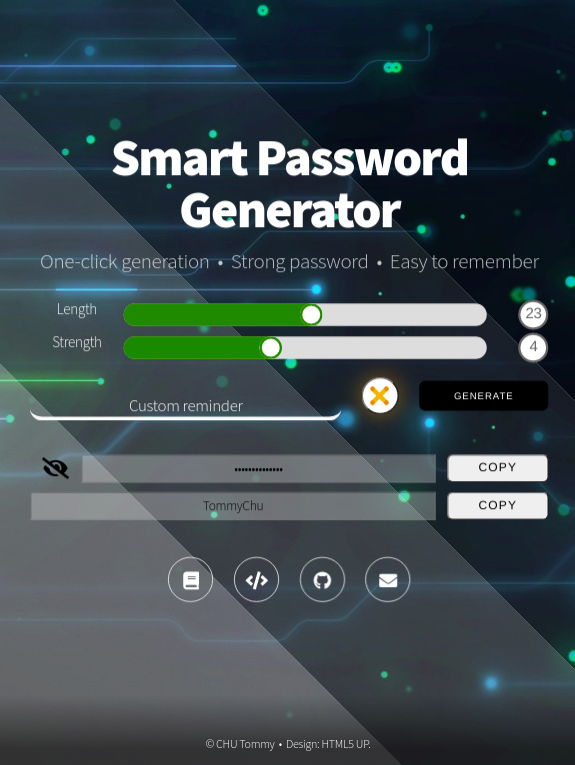 Smart Password
Generator
One-click generation • Strong password • Easy to remember
Length
23
Strength
4
Custom reminder
GENERATE
••••••••••••••
COPY
TommyChu
COPY
© CHU Tommy • Design: HTML5 UP.